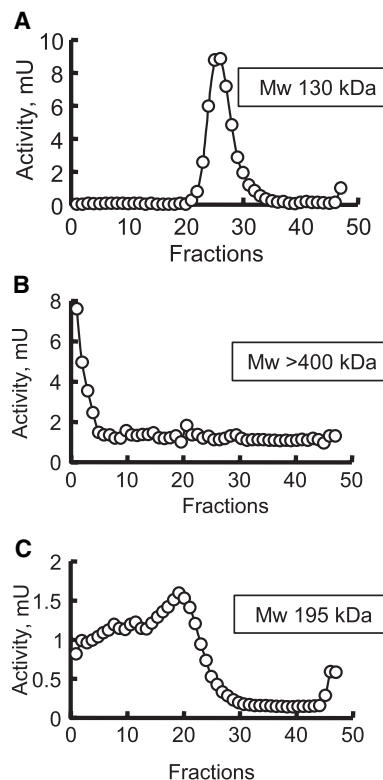 A
Activity, mU
10
8
6
4
2
0
Mw 130 kDa
10 20 30 40 50
Fractions
B
Activity, mU
8
6
4
2
0
Mw >400 kDa
0 10 20 30 40 50
Fractions
C
Activity, mU
2
1.5
1
0.5
0
Mw 195 kDa
0 10 20 30 40 50
Fractions